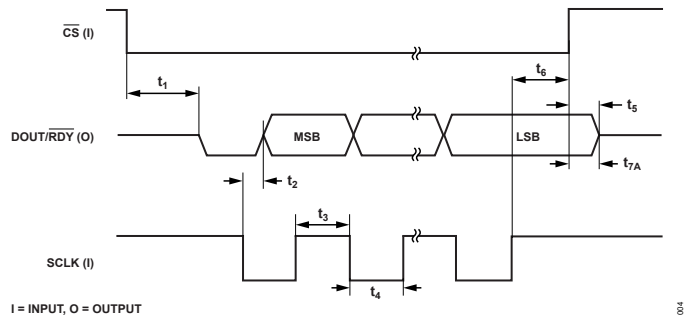 CS (I)
t1
t6
t5
DOUT/RDY (O)
MSB
LSB
t2
t7A
t3
SCLK (I)
t4
I = INPUT, O = OUTPUT
004